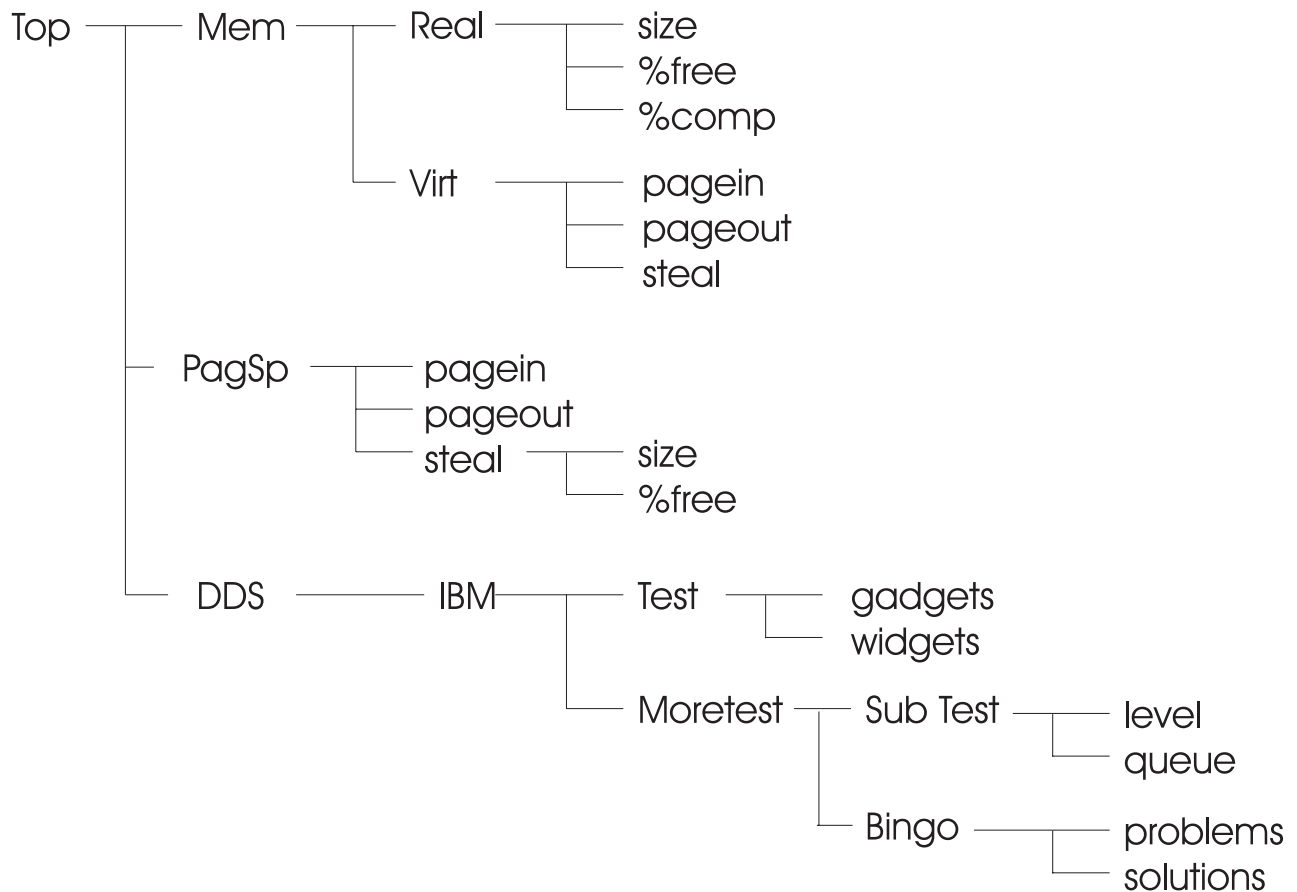 Top Mem Real size
%free
%comp
Virt pagein
pageout
steal
PagSp pagein
pageout
steal size
%free
DDS IBM Test gadgets
widgets
Moretest Sub Test level
queue
Bingo problems
solutions